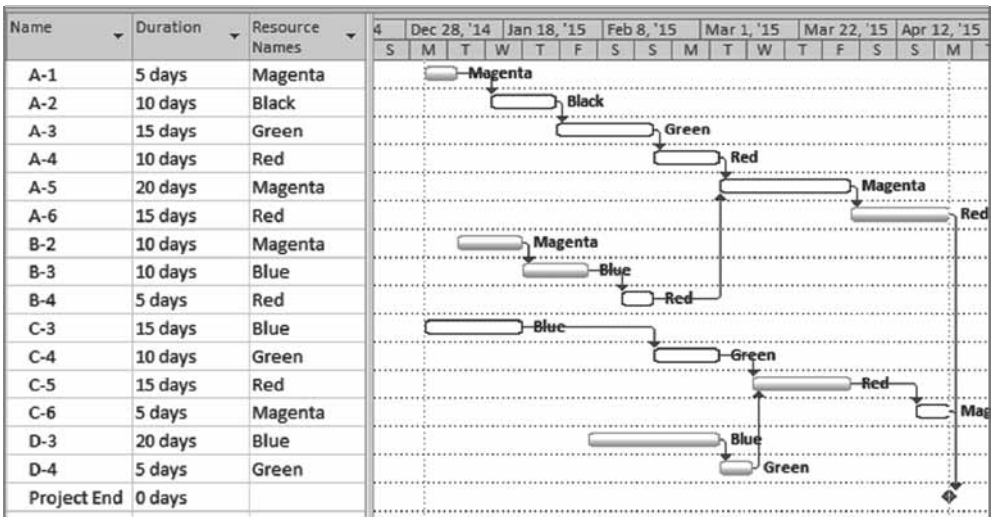 Name Duration Resource Names
4 Dec 28, '14 Jan 18, '15 Feb 8, '15 Mar 1, '15 Mar 22, '15 Apr 12, '15
S M T W T F S S M T W T F S S M T
A-1 5 days Magenta Magenta
A-2 10 days Black Black
A-3 15 days Green Green
A-4 10 days Red Red
A-5 20 days Magenta Magenta
A-6 15 days Red Red
B-2 10 days Magenta Magenta
B-3 10 days Blue Blue
B-4 5 days Red Red
C-3 15 days Blue Blue
C-4 10 days Green Green
C-5 15 days Red Red
C-6 5 days Magenta Mag
D-3 20 days Blue Blue
D-4 5 days Green Green
Project End 0 days